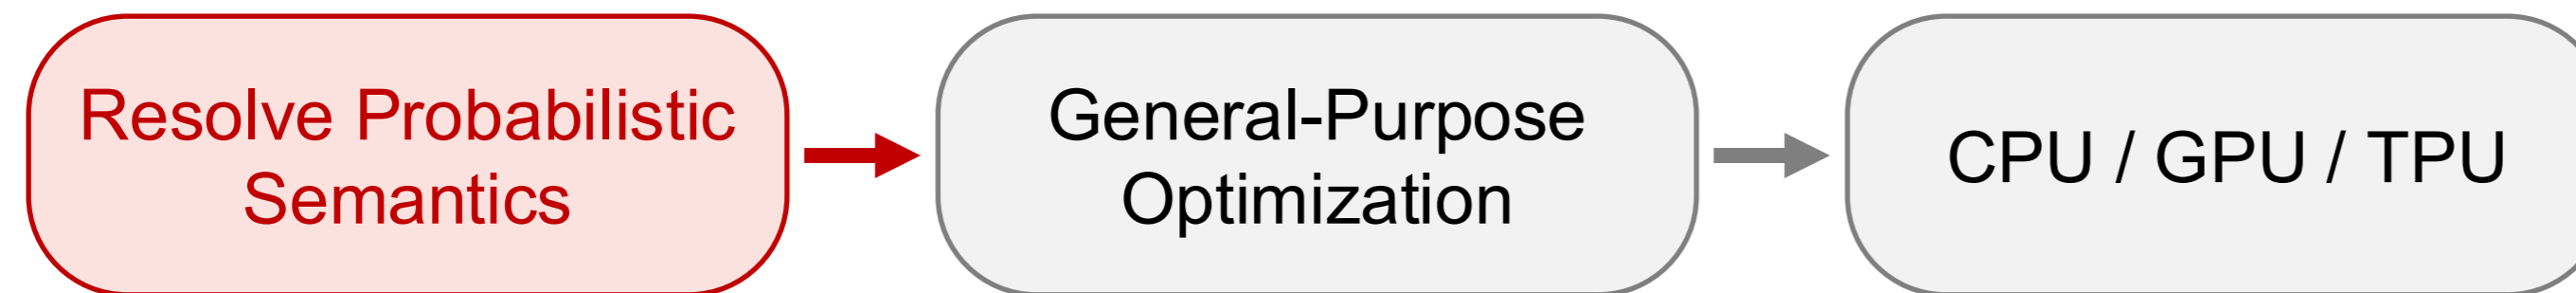 Resolve Probabilistic
Semantics
General-Purpose
Optimization
CPU / GPU / TPU